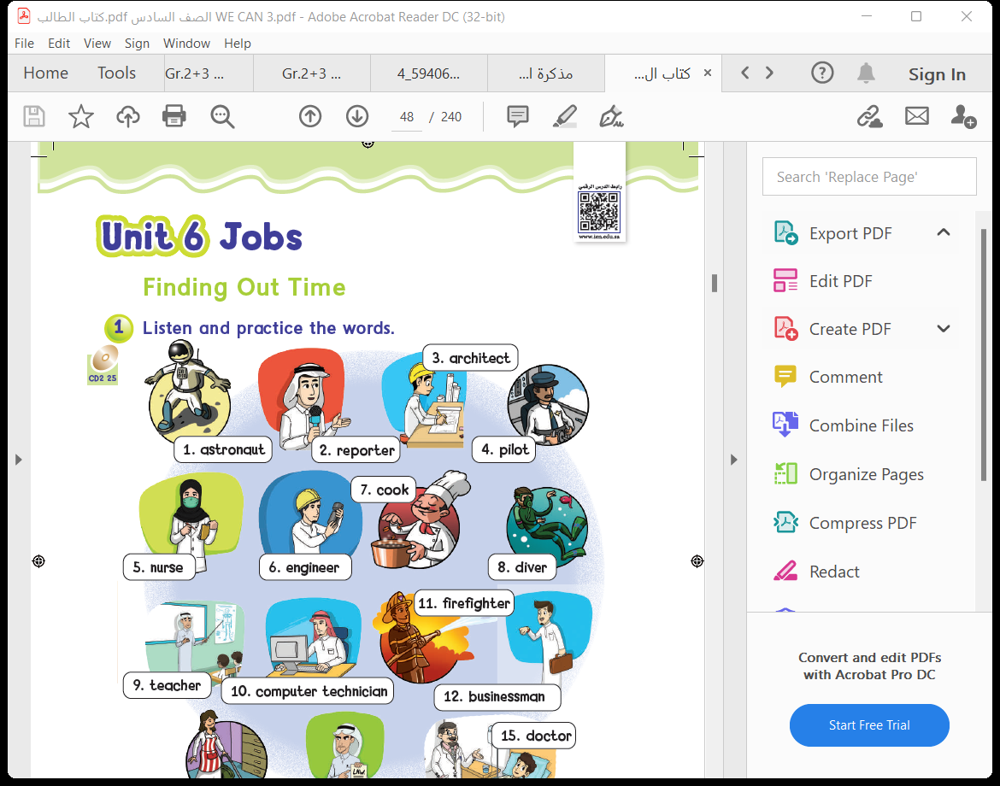 كتاب الطالب.pdf الصف السادس WE CAN 3.pdf - Adobe Acrobat Reader DC (32-bit)
File Edit View Sign Window Help
Home Tools Gr.2+3 ... Gr.2+3 ... 4_59406... مذكرة ا... كتاب ال... Sign In
48 / 240
رابط الدرس الرقمي
www.ien.edu.sa
Unit 6 Jobs
Finding Out Time
1 Listen and practice the words.
CD2 25
1. astronaut
2. reporter
3. architect
4. pilot
5. nurse
6. engineer
7. cook
8. diver
9. teacher
10. computer technician
11. firefighter
12. businessman
LAW
15. doctor
Search 'Replace Page'
Export PDF
Edit PDF
Create PDF
Comment
Combine Files
Organize Pages
Compress PDF
Redact
Convert and edit PDFs
with Acrobat Pro DC
Start Free Trial